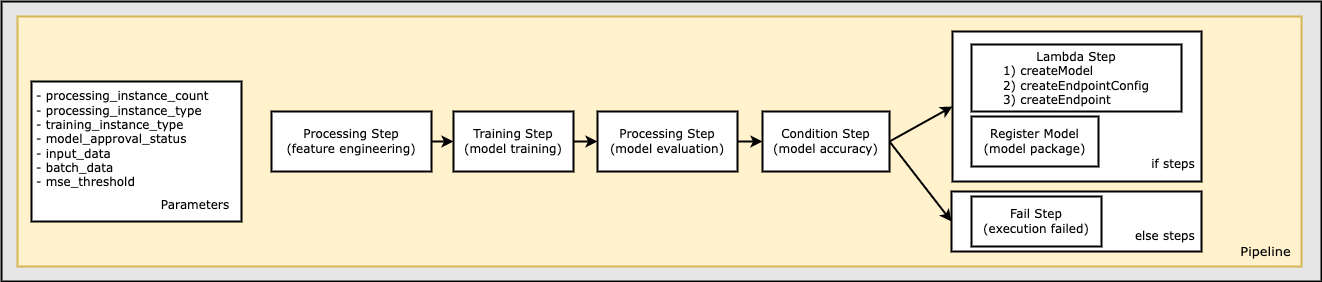 - processing_instance_count
- processing_instance_type
- training_instance_type
- model_approval_status
- input_data
- batch_data
- mse_threshold
Parameters
Processing Step
(feature engineering)
Training Step
(model training)
Processing Step
(model evaluation)
Condition Step
(model accuracy)
Lambda Step
1) createModel
2) createEndpointConfig
3) createEndpoint
Register Model
(model package)
if steps
Fail Step
(execution failed)
else steps
Pipeline